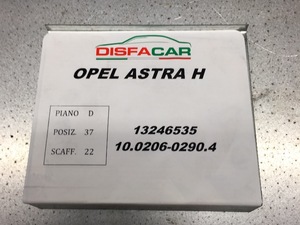 DISFACAR
OPEL ASTRA H
PIANO D
POSIZ. 37
SCAFF. 22
13246535
10.0206-0290.4